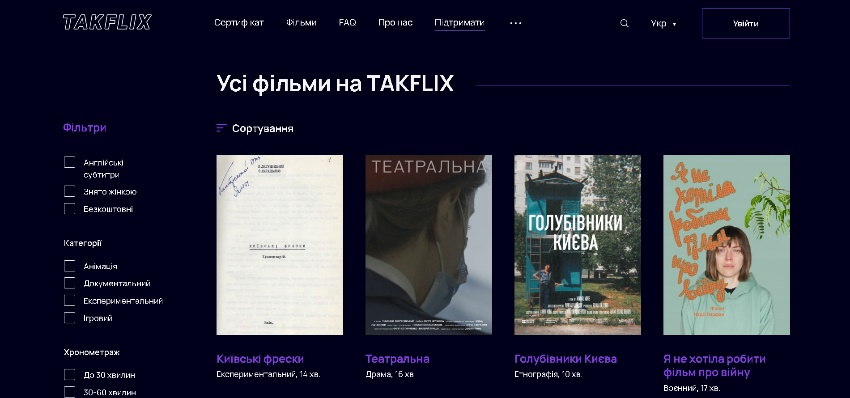 TAKFLIX
Сертифікат
Фільми
FAQ
Про нас
Підтримати
Укр
Увійти
Усі фільми на TAKFLIX
Фільтри
Сортування
Англійські
субтитри
Знято жінкою
Безкоштовні
Категорії
Анімація
Документальний
Експериментальний
Ігровий
Хронометраж
До 30 хвилин
30-60 хвилин
ТЕАТРАЛЬНА
ГОЛУБІВНИКИ
КИЄВА
Я не
хотіла
робити
фільм
про
війну
Київські фрески
Експериментальний, 14 хв.
Театральна
Драма, 16 хв
Голубівники Києва
Етнографія, 10 хв.
Я не хотіла робити
фільм про війну
Воєнний, 17 хв.